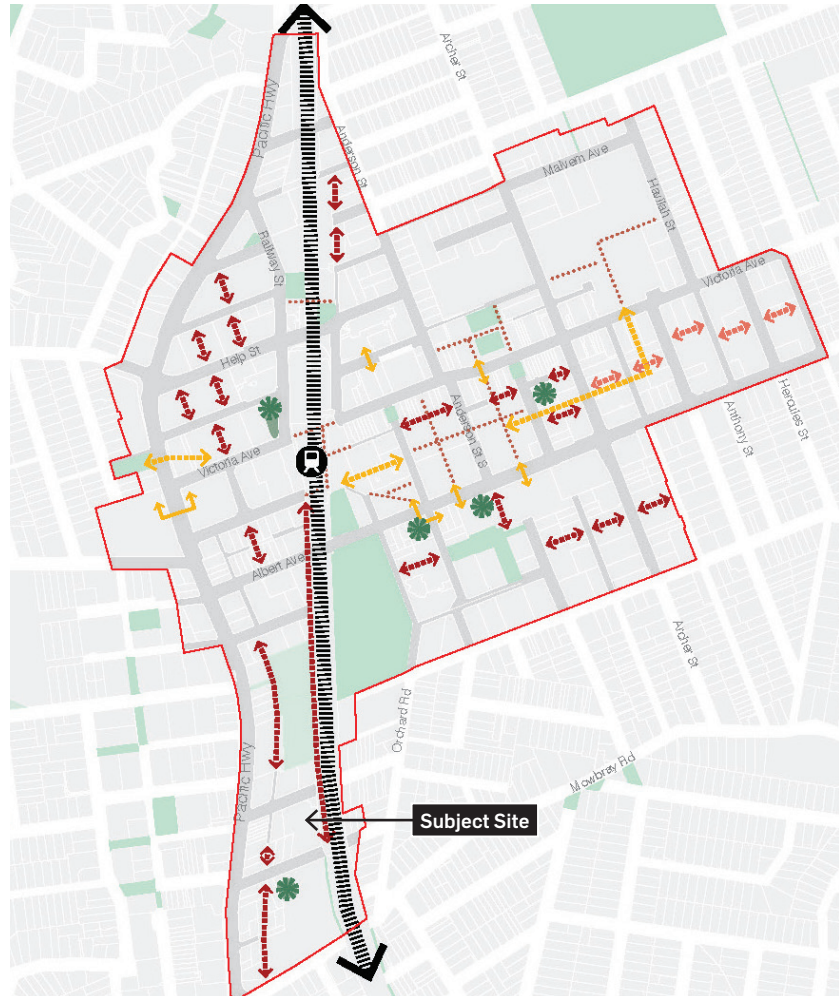 Archer St
Pacific Hwy
Anderson St
Malvern Ave
Havilah St
Railway St
Victoria Ave
Help St
Hercules St
Anthony St
Anderson St S
Victoria Ave
Albert Ave
Archer St
Orchard Rd
Pacific Hwy
Mowbray Rd
Subject Site